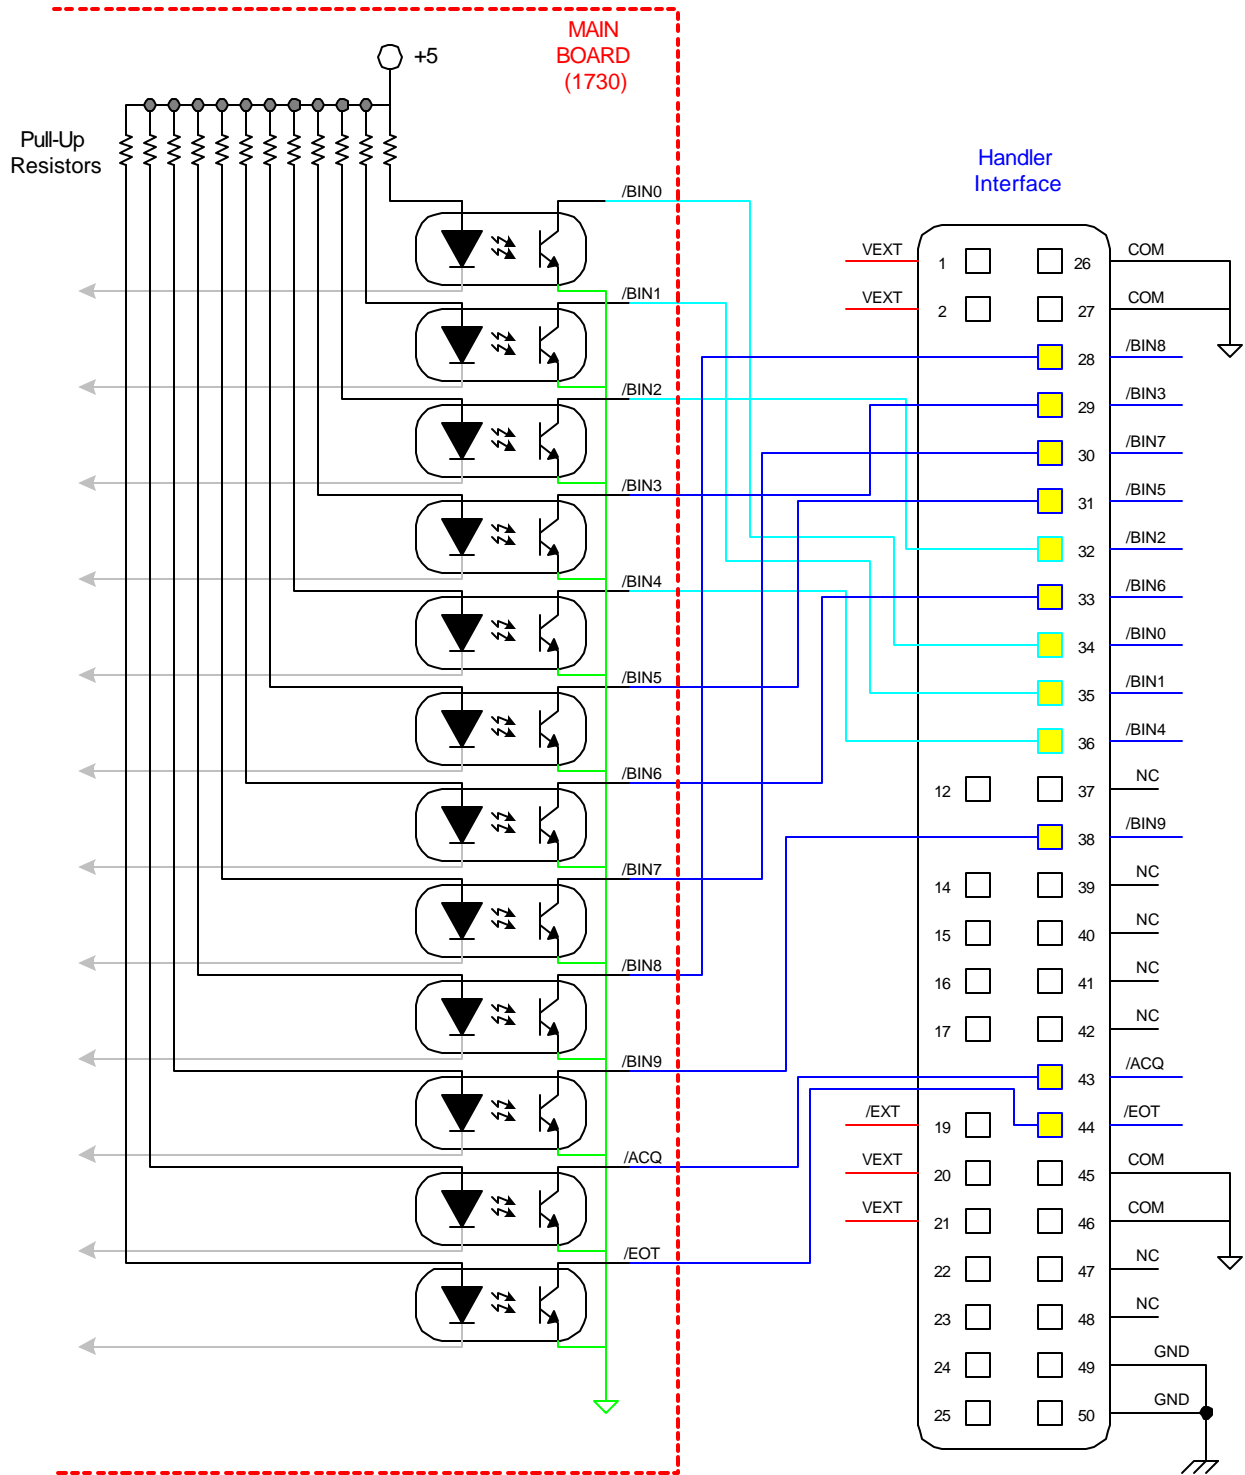 MAIN
BOARD
(1730)
+5
Pull-Up
Resistors
Handler
Interface
/BIN0
/BIN1
/BIN2
/BIN3
/BIN4
/BIN5
/BIN6
/BIN7
/BIN8
/BIN9
/ACQ
/EOT
VEXT 1 26 COM
VEXT 2 27 COM
28 /BIN8
29 /BIN3
30 /BIN7
31 /BIN5
32 /BIN2
33 /BIN6
34 /BIN0
35 /BIN1
36 /BIN4
12 37 NC
38 /BIN9
14 39 NC
15 40 NC
16 41 NC
17 42 NC
43 /ACQ
/EXT 19 44 /EOT
VEXT 20 45 COM
VEXT 21 46 COM
22 47 NC
23 48 NC
24 49 GND
25 50 GND